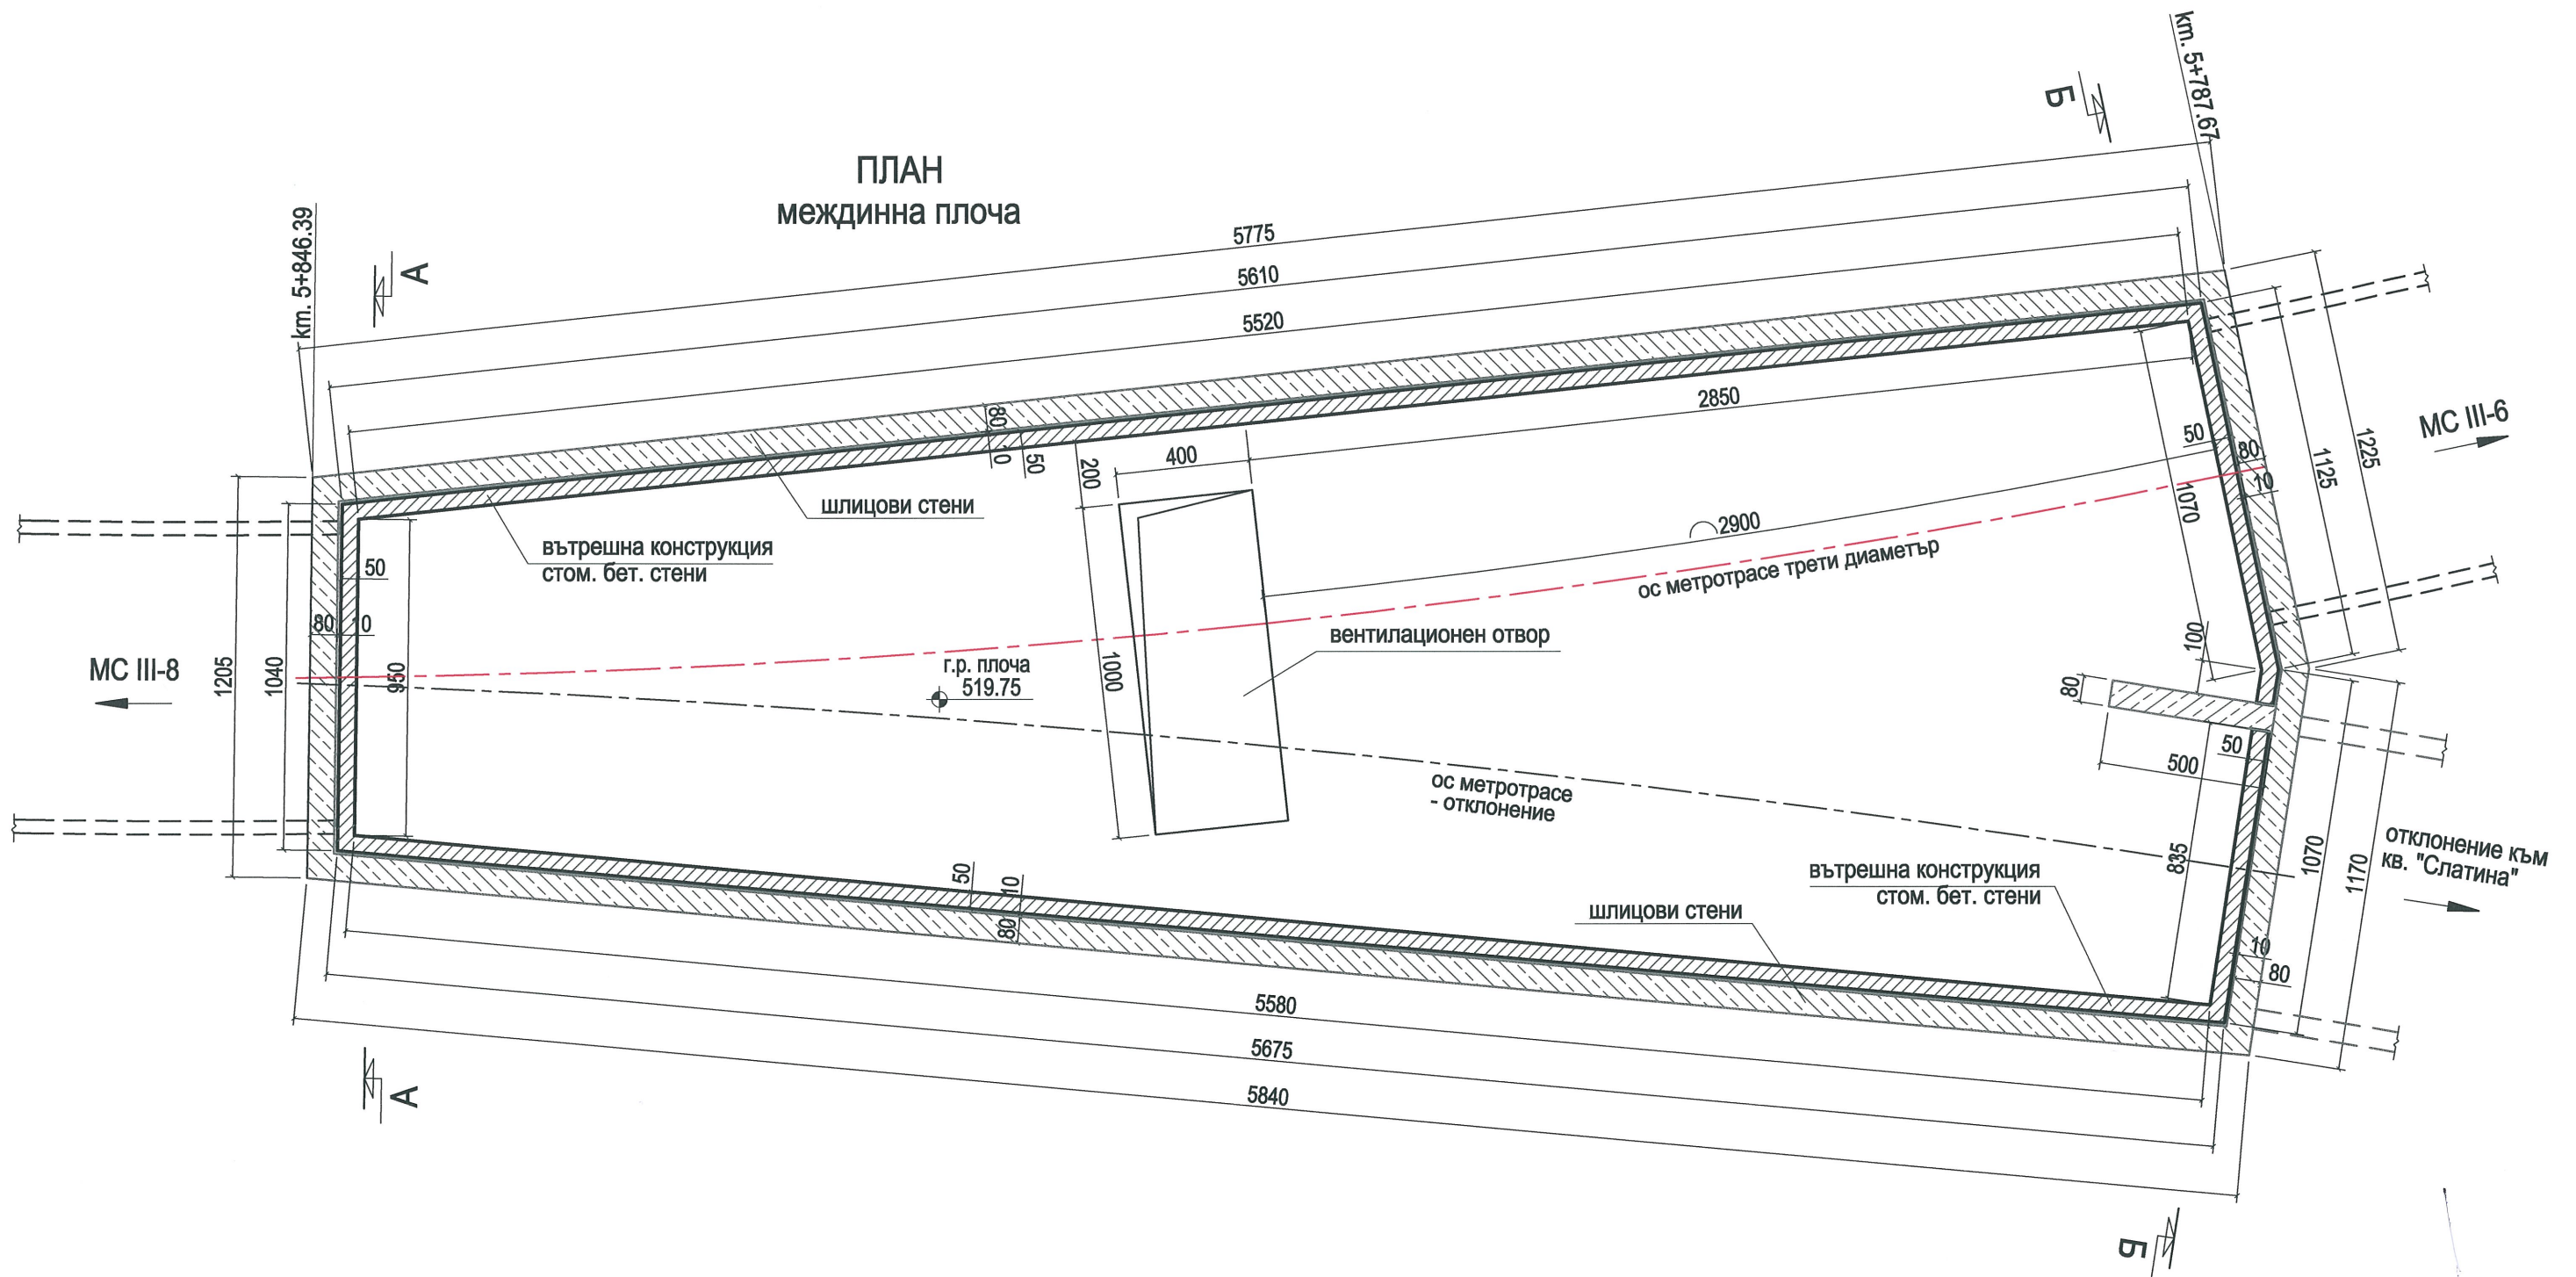 ПЛАН
междинна плоча
km. 5+846.39
km. 5+787.67
А
Б
5775
5610
5520
2850
80
10
50
200
400
шлицови стени
вътрешна конструкция
стом. бет. стени
50
80
10
1205
1040
950
МС III-8
г.р. плоча
519.75
1000
вентилационен отвор
2900
ос метротрасе трети диаметър
ос метротрасе
- отклонение
50
80
10
1070
1125
1225
МС III-6
100
80
500
50
835
1070
1170
отклонение към
кв. "Слатина"
вътрешна конструкция
стом. бет. стени
шлицови стени
10
80
50
10
80
5580
5675
5840
А
Б